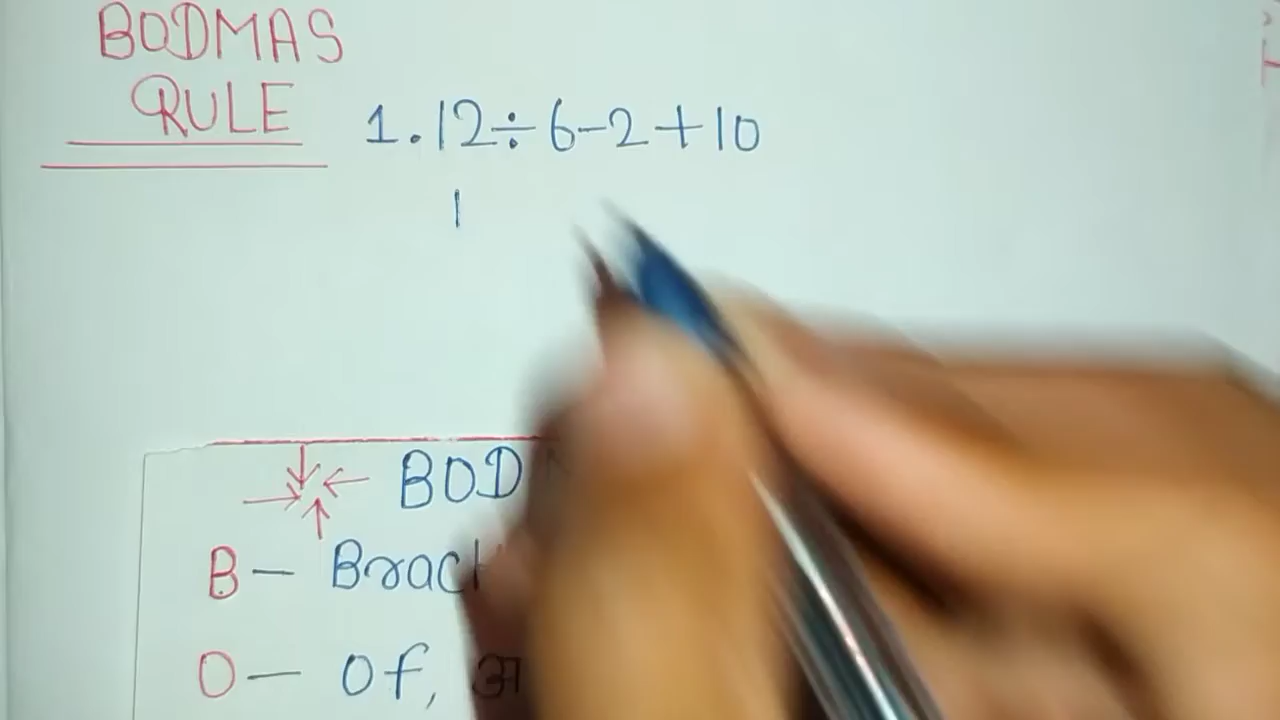 BODMAS
RULE
1. 12÷6-2+10
1
BOD
B - Brac
O - Of,